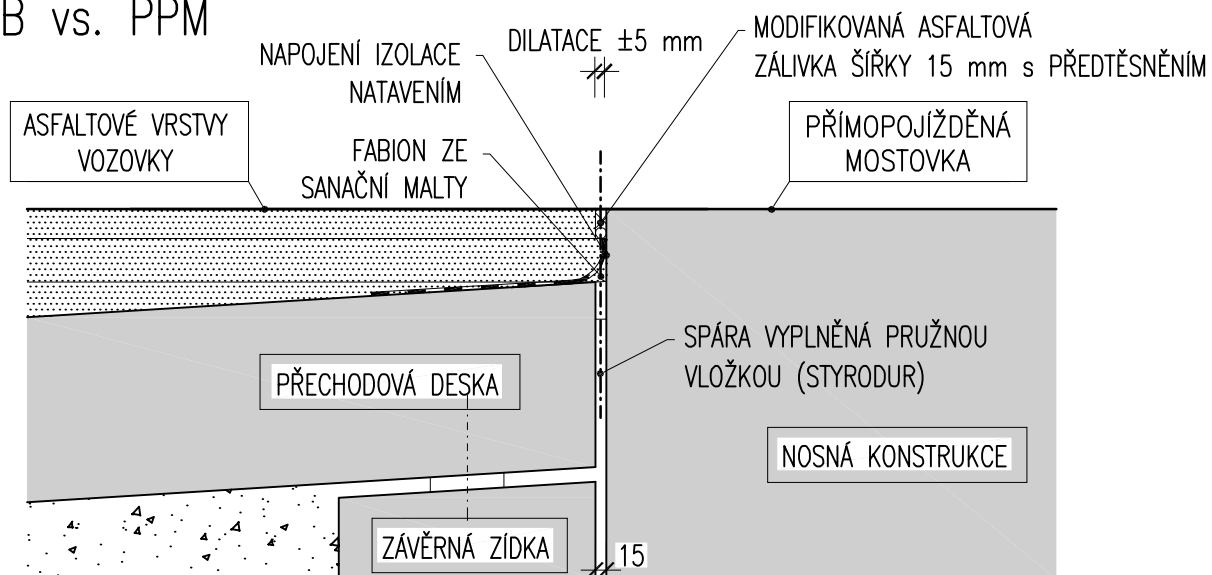 B vs. PPM
NAPOJENÍ IZOLACE
NATAVENÍM
DILATACE ±5 mm
MODIFIKOVANÁ ASFALTOVÁ
ZÁLIVKA ŠÍŘKY 15 mm s PŘEDTĚSNĚNÍM
ASFALTOVÉ VRSTVY
VOZOVKY
FABION ZE
SANAČNÍ MALTY
PŘÍMOPOJÍŽDĚNÁ
MOSTOVKA
SPÁRA VYPLNĚNÁ PRUŽNOU
VLOŽKOU (STYRODUR)
PŘECHODOVÁ DESKA
NOSNÁ KONSTRUKCE
ZÁVĚRNÁ ZÍDKA
15